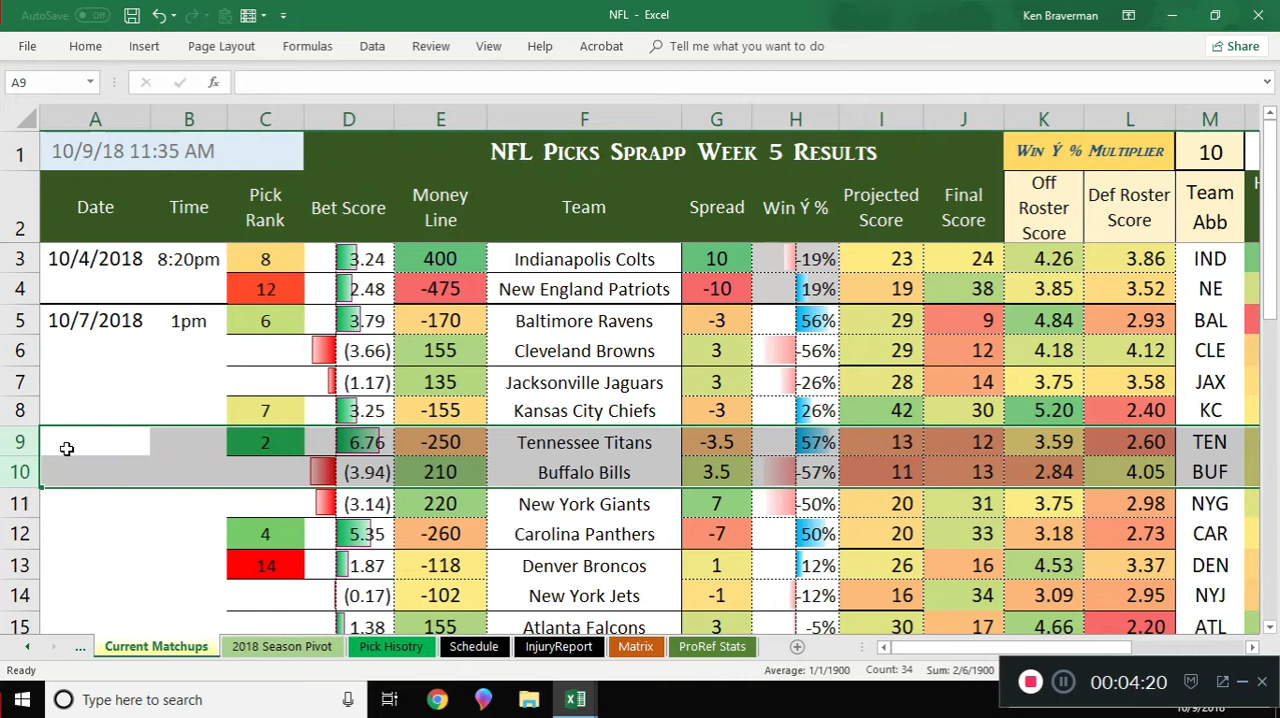 AutoSave Off NFL - Excel Ken Braverman
File Home Insert Page Layout Formulas Data Review View Help Acrobat Tell me what you want to do Share
A9 fx
A B C D E F G H I J K L M
1 10/9/18 11:35 AM NFL Picks Sprapp Week 5 Results Win Ý % Multiplier 10
2 Date Time Pick Rank Bet Score Money Line Team Spread Win Ý % Projected Score Final Score Off Roster Score Def Roster Score Team Abb
3 10/4/2018 8:20pm 8 3.24 400 Indianapolis Colts 10 -19% 23 24 4.26 3.86 IND
4 12 2.48 -475 New England Patriots -10 19% 19 38 3.85 3.52 NE
5 10/7/2018 1pm 6 3.79 -170 Baltimore Ravens -3 56% 29 9 4.84 2.93 BAL
6 (3.66) 155 Cleveland Browns 3 -56% 29 12 4.18 4.12 CLE
7 (1.17) 135 Jacksonville Jaguars 3 -26% 28 14 3.75 3.58 JAX
8 7 3.25 -155 Kansas City Chiefs -3 26% 42 30 5.20 2.40 KC
9 2 6.76 -250 Tennessee Titans -3.5 57% 13 12 3.59 2.60 TEN
10 (3.94) 210 Buffalo Bills 3.5 -57% 11 13 2.84 4.05 BUF
11 (3.14) 220 New York Giants 7 -50% 20 31 3.75 2.98 NYG
12 4 5.35 -260 Carolina Panthers -7 50% 20 33 3.18 2.73 CAR
13 14 1.87 -118 Denver Broncos 1 12% 26 16 4.53 3.37 DEN
14 (0.17) -102 New York Jets -1 -12% 16 34 3.09 2.95 NYJ
15 1.38 155 Atlanta Falcons 3 -5% 30 17 4.66 2.20 ATL
... Current Matchups 2018 Season Pivot Pick Hisotry Schedule InjuryReport Matrix ProRef Stats
Ready Average: 1/1/1900 Count: 34 Sum: 2/6/1900
Type here to search 00:04:20